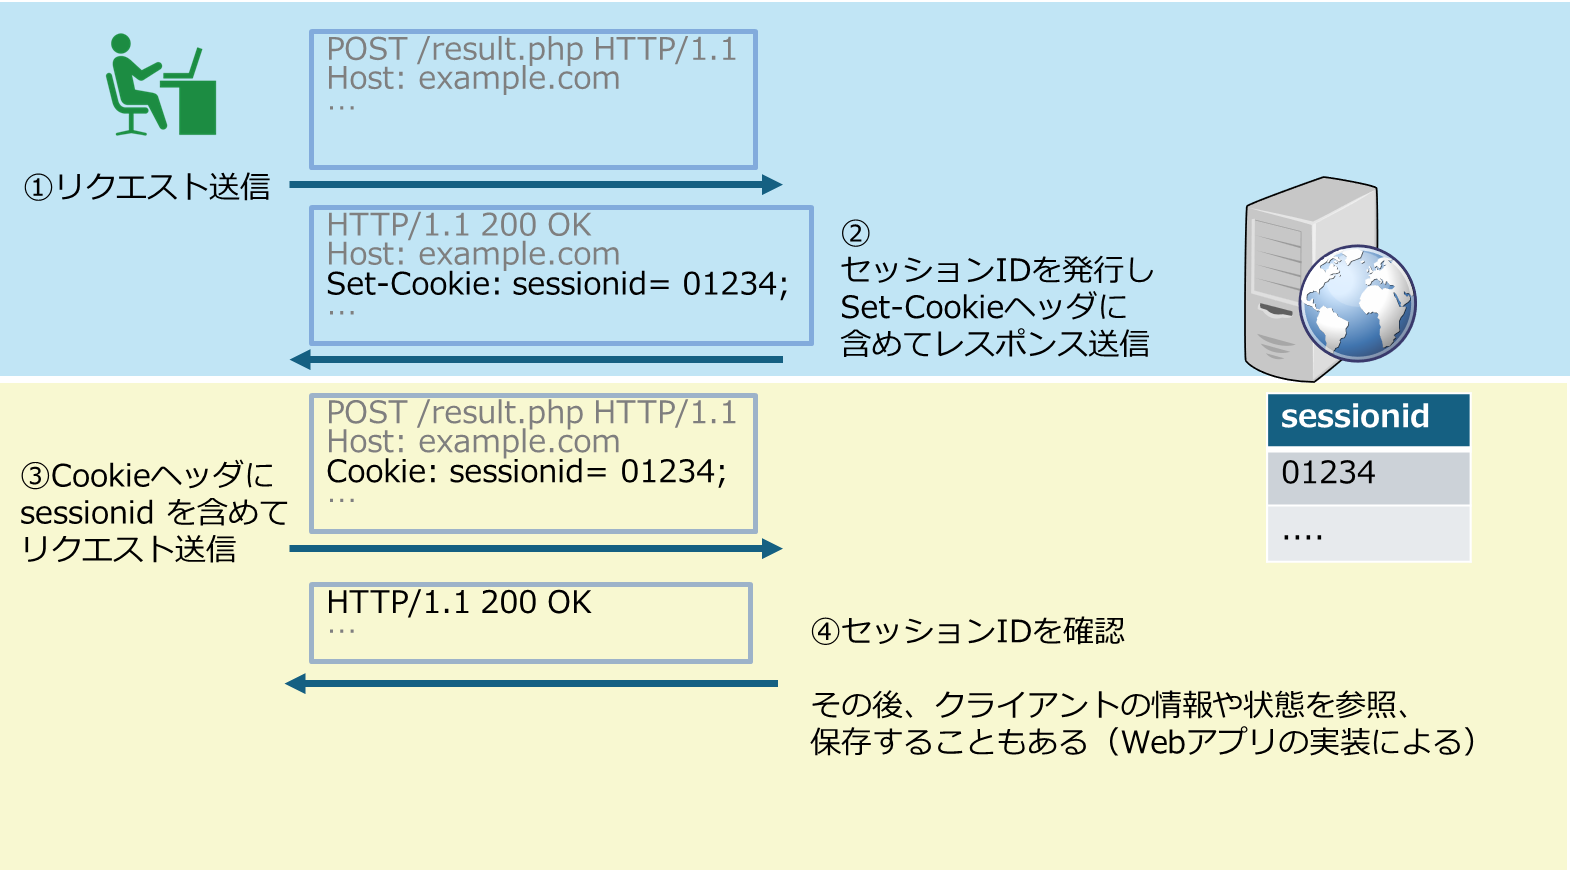 POST /result.php HTTP/1.1
Host: example.com
…
①リクエスト送信
HTTP/1.1 200 OK
Host: example.com
Set-Cookie: sessionid= 01234;
…
②
セッションIDを発行し
Set-Cookieヘッダに
含めてレスポンス送信
POST /result.php HTTP/1.1
Host: example.com
Cookie: sessionid= 01234;
…
③Cookieヘッダに
sessionid を含めて
リクエスト送信
sessionid
01234
....
HTTP/1.1 200 OK
…
④セッションIDを確認
その後、クライアントの情報や状態を参照、
保存することもある（Webアプリの実装による）